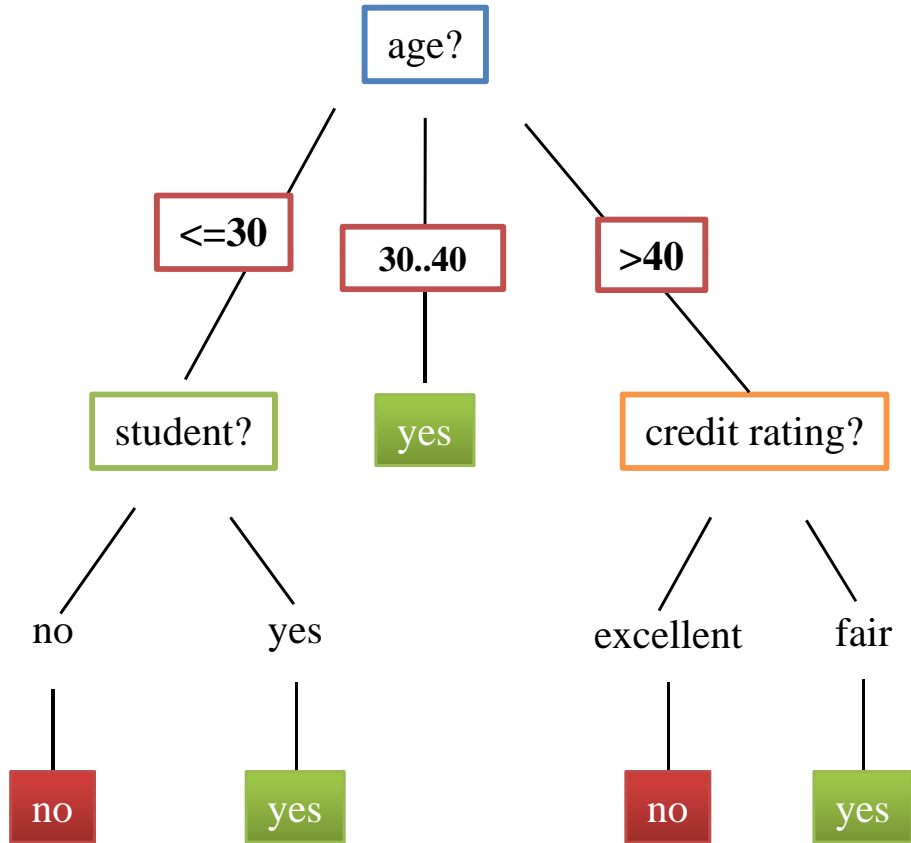 age?
<=30
30..40
>40
student?
yes
credit rating?
no
yes
excellent
fair
no
yes
no
yes